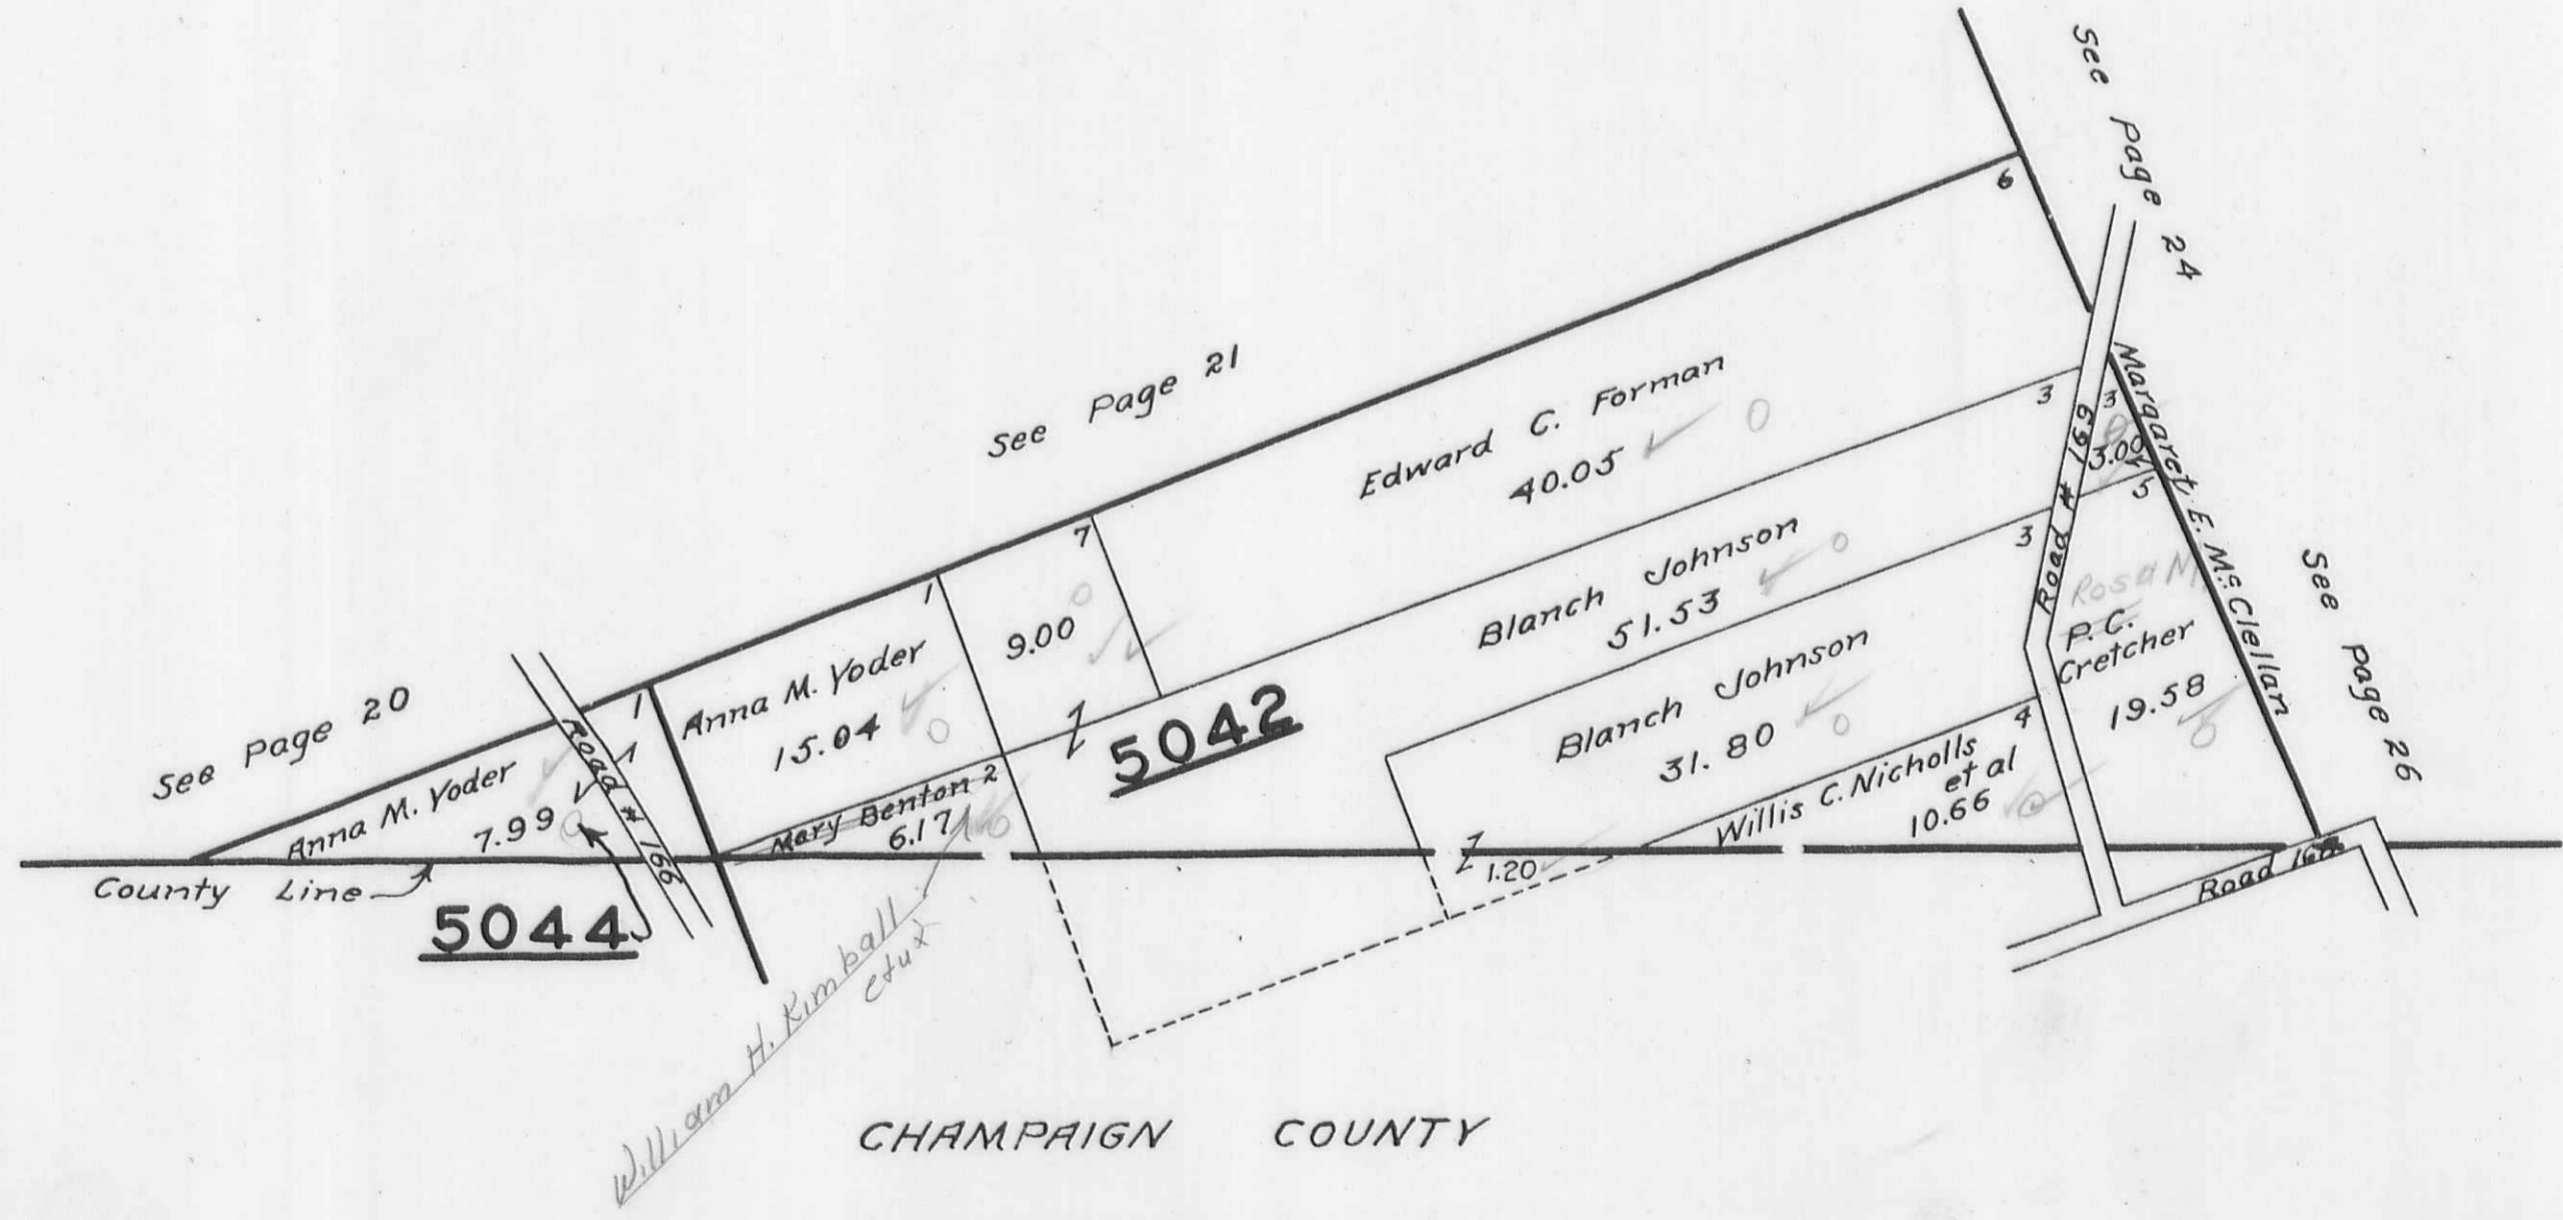 See Page 24
6
See Page 21
Edward C. Forman
40.05
3
Margaret E. McClellan
3
3.00
Road # 169
5
7
9.00
Blanch Johnson
51.53
3
Rosa M.
P.C.
Cretcher
19.58
See Page 26
1
Anna M. Yoder
15.04
Blanch Johnson
31.80
4
Willis C. Nicholls
et al
10.66
5042
See Page 20
1
Road # 166
Anna M. Yoder
7.99
Mary Benton 2
6.17
1.20
County Line
5044
Road
William H. Kimball
etux
CHAMPAIGN COUNTY